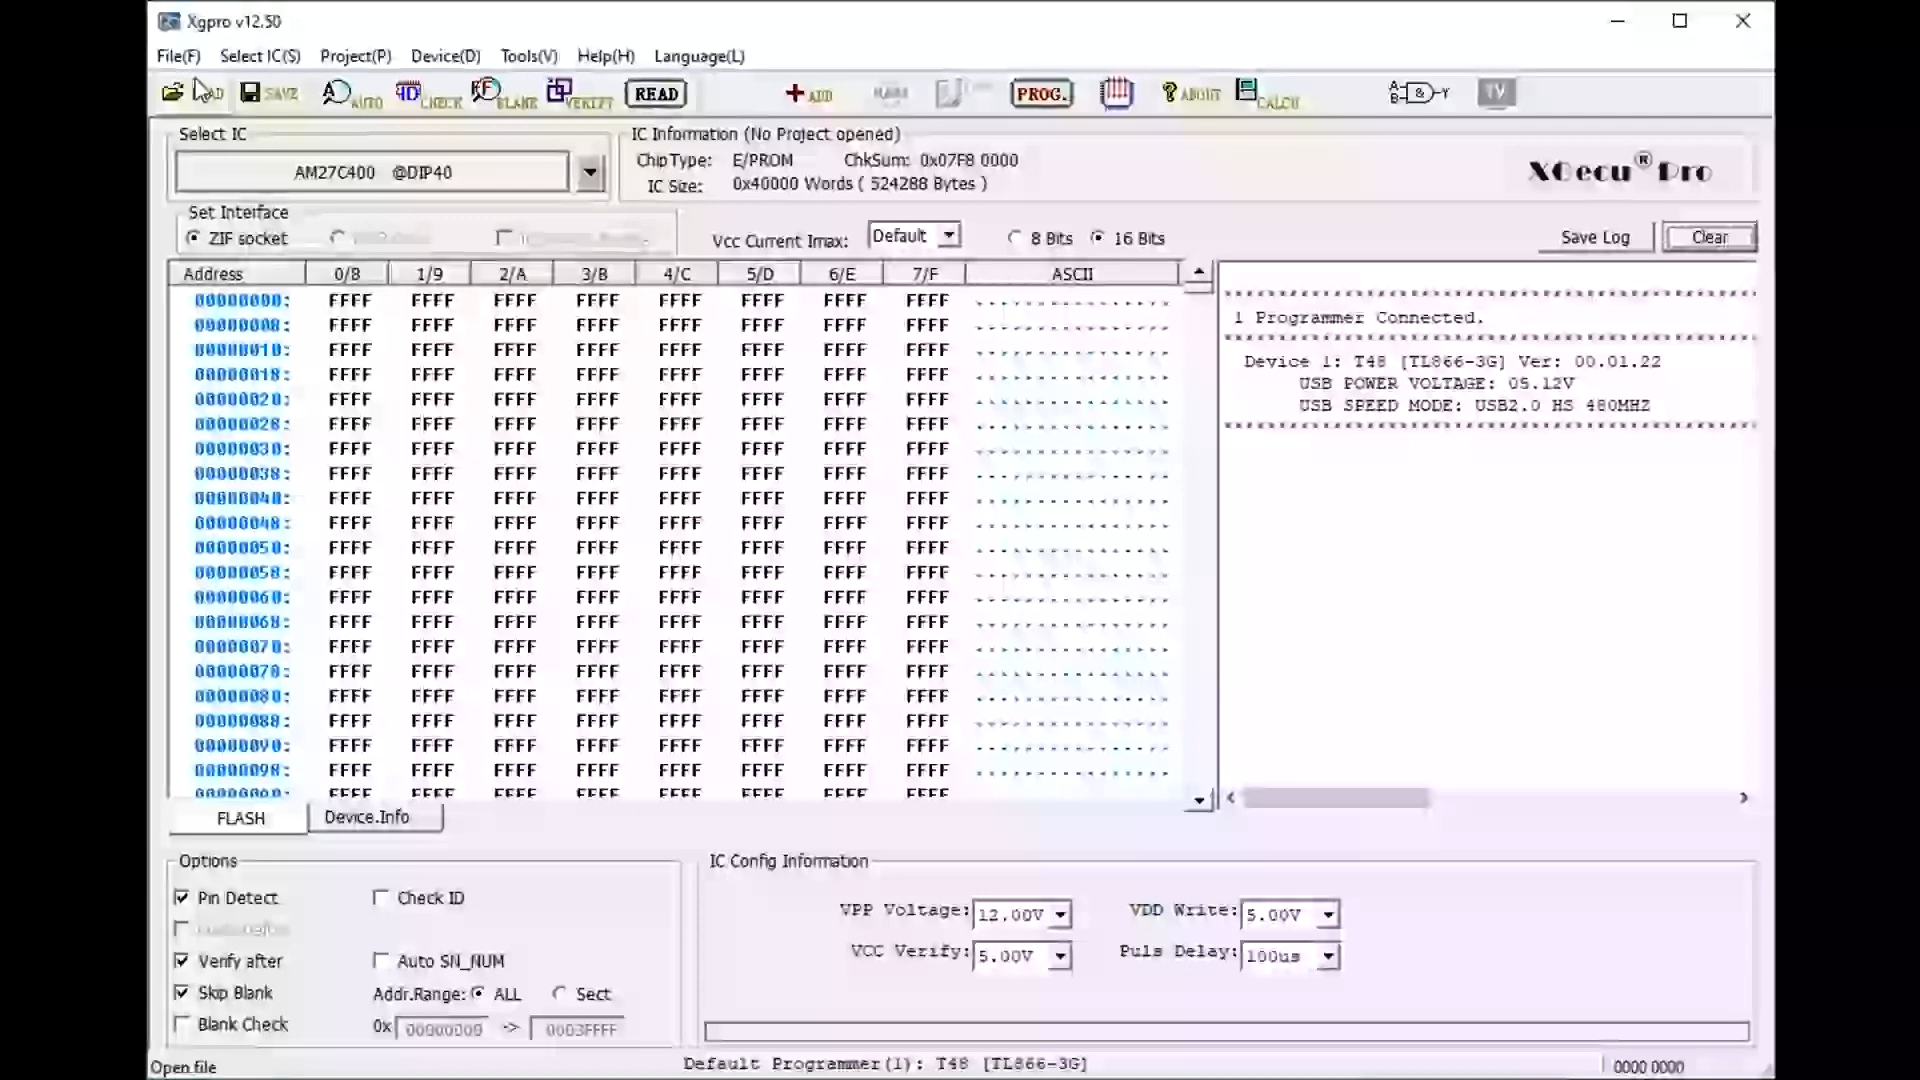 Xgpro v12.50
File(F) Select IC(S) Project(P) Device(D) Tools(V) Help(H) Language(L)
SAVE AUTO CHECK BLANK VERIFY READ ADD PROG. ABOUT CALCU TV
Select IC
AM27C400 @DIP40
IC Information (No Project opened)
ChipType: E/PROM ChkSum: 0x07F8 0000
IC Size: 0x40000 Words ( 524288 Bytes )
XGecu® Pro
Set Interface
ZIF socket
Vcc Current Imax: Default 8 Bits 16 Bits
Save Log Clear
Address 0/8 1/9 2/A 3/B 4/C 5/D 6/E 7/F ASCII
00000000: FFFF FFFF FFFF FFFF FFFF FFFF FFFF FFFF ................
00000008: FFFF FFFF FFFF FFFF FFFF FFFF FFFF FFFF ................
00000010: FFFF FFFF FFFF FFFF FFFF FFFF FFFF FFFF ................
00000018: FFFF FFFF FFFF FFFF FFFF FFFF FFFF FFFF ................
00000020: FFFF FFFF FFFF FFFF FFFF FFFF FFFF FFFF ................
00000028: FFFF FFFF FFFF FFFF FFFF FFFF FFFF FFFF ................
00000030: FFFF FFFF FFFF FFFF FFFF FFFF FFFF FFFF ................
00000038: FFFF FFFF FFFF FFFF FFFF FFFF FFFF FFFF ................
00000040: FFFF FFFF FFFF FFFF FFFF FFFF FFFF FFFF ................
00000048: FFFF FFFF FFFF FFFF FFFF FFFF FFFF FFFF ................
00000050: FFFF FFFF FFFF FFFF FFFF FFFF FFFF FFFF ................
00000058: FFFF FFFF FFFF FFFF FFFF FFFF FFFF FFFF ................
00000060: FFFF FFFF FFFF FFFF FFFF FFFF FFFF FFFF ................
00000068: FFFF FFFF FFFF FFFF FFFF FFFF FFFF FFFF ................
00000070: FFFF FFFF FFFF FFFF FFFF FFFF FFFF FFFF ................
00000078: FFFF FFFF FFFF FFFF FFFF FFFF FFFF FFFF ................
00000080: FFFF FFFF FFFF FFFF FFFF FFFF FFFF FFFF ................
00000088: FFFF FFFF FFFF FFFF FFFF FFFF FFFF FFFF ................
00000090: FFFF FFFF FFFF FFFF FFFF FFFF FFFF FFFF ................
00000098: FFFF FFFF FFFF FFFF FFFF FFFF FFFF FFFF ................
FFFF FFFF FFFF FFFF FFFF FFFF FFFF FFFF
1 Programmer Connected.
Device 1: T48 [TL866-3G] Ver: 00.01.22
USB POWER VOLTAGE: 05.12V
USB SPEED MODE: USB2.0 HS 480MHZ
FLASH Device.Info
Options
Pin Detect Check ID
Verify after Auto SN_NUM
Skip Blank Addr.Range: ALL Sect
Blank Check 0x 00000000 -> 0003FFFF
IC Config Information
VPP Voltage: 12.00V VDD Write: 5.00V
VCC Verify: 5.00V Puls Delay: 100us
Open file
Default Programmer(1): T48 [TL866-3G]
0000 0000